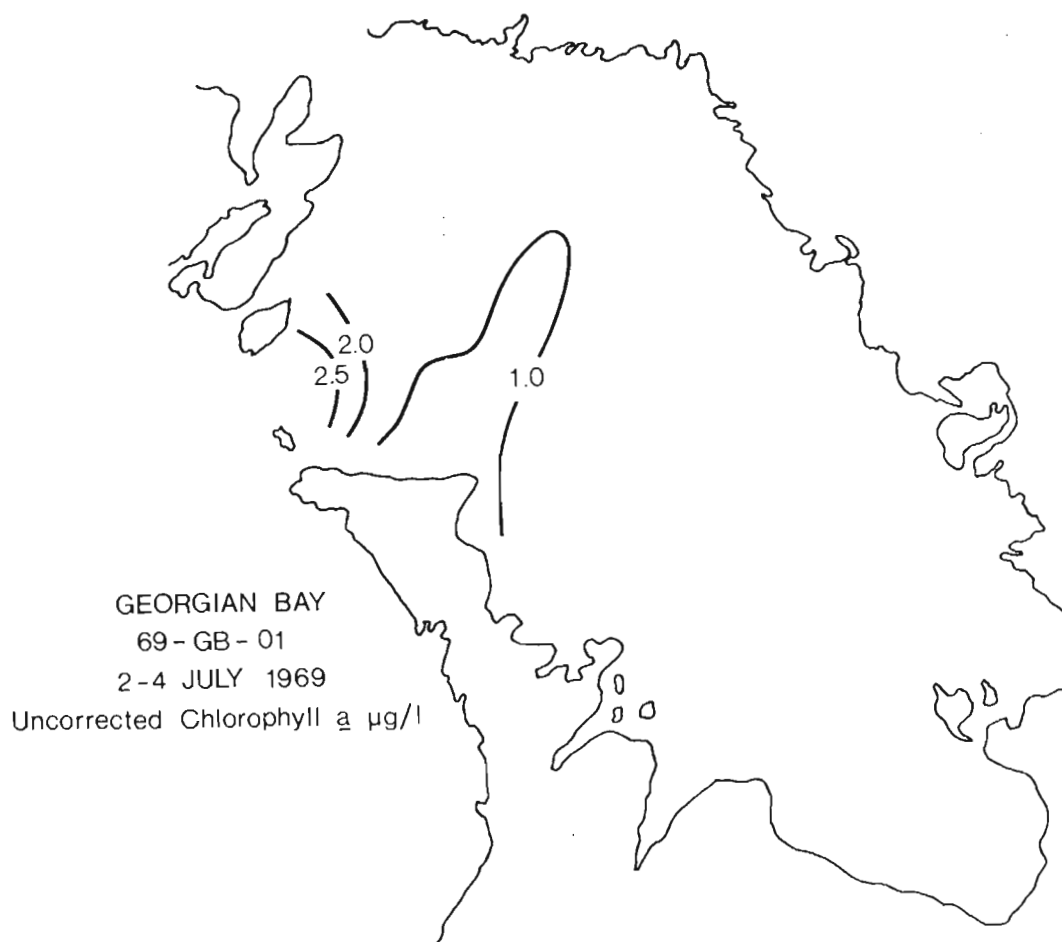 2.0
2.5
1.0
GEORGIAN BAY
69-GB-01
2-4 JULY 1969
Uncorrected Chlorophyll a µg/l